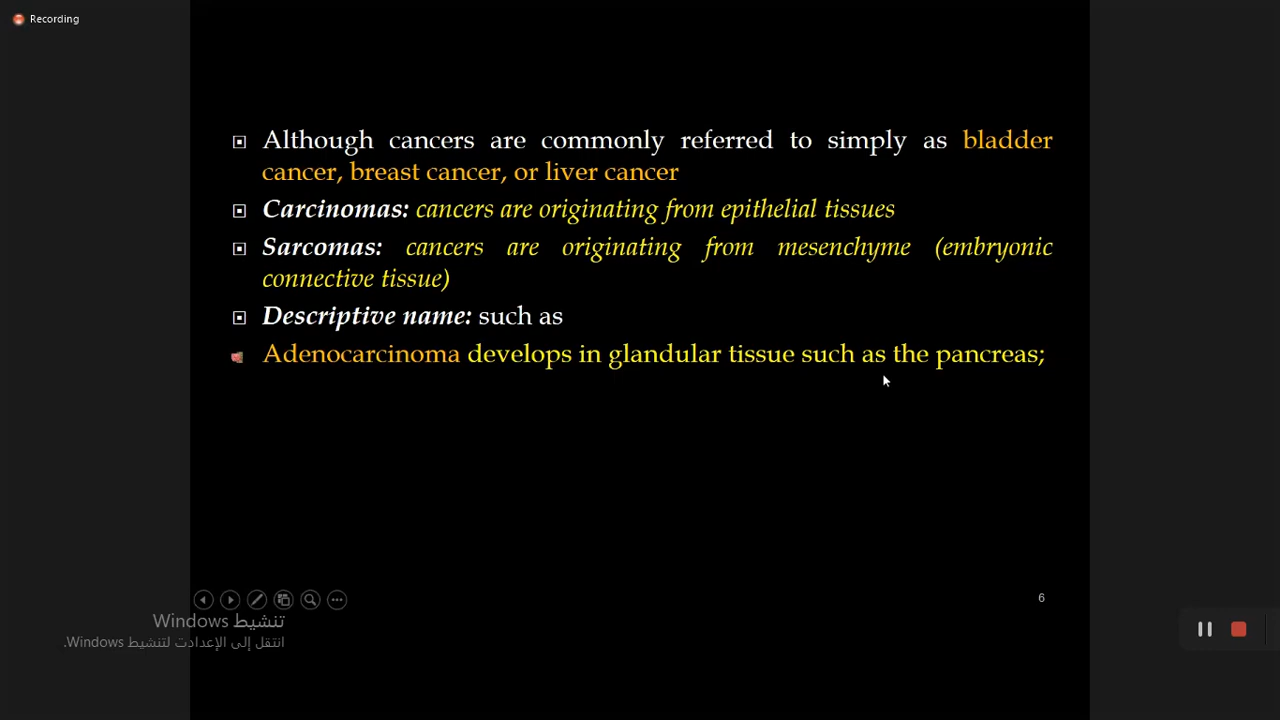 Recording
Although cancers are commonly referred to simply as bladder
cancer, breast cancer, or liver cancer
Carcinomas: cancers are originating from epithelial tissues
Sarcomas: cancers are originating from mesenchyme (embryonic
connective tissue)
Descriptive name: such as
Adenocarcinoma develops in glandular tissue such as the pancreas;
6
تنشيط Windows
انتقل إلى الإعدادات لتنشيط Windows.